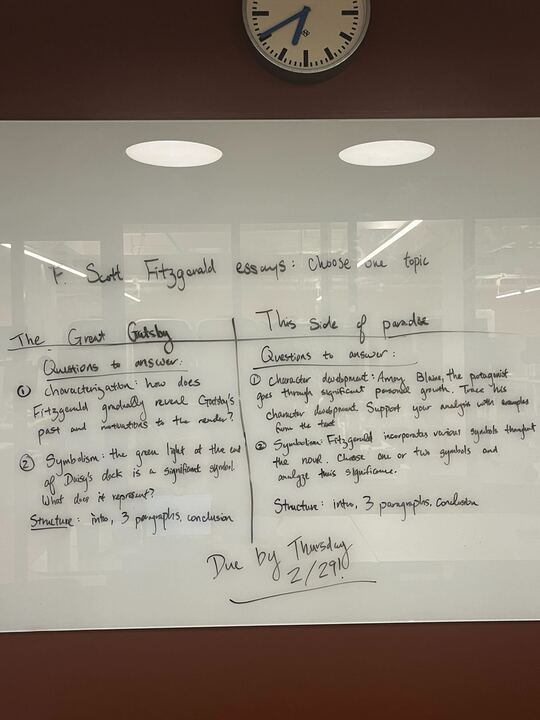 F. Scott Fitzgerald essays: Choose one topic
The Great Gatsby
Questions to answer:
① Characterization: how does
Fitzgerald gradually reveal Gatsby's
past and motivations to the reader?
② Symbolism: the green light at the end
of Daisy's dock is a significant symbol.
What does it represent?
Structure: intro, 3 paragraphs, conclusion
This Side of paradise
Questions to answer:
① Character development: Amory Blaine, the protagonist
goes through significant personal growth. Trace his
character development. Support your analysis with examples
from the text
② Symbolism: Fitzgerald incorporates various symbols throughout
the novel. Choose one or two symbols and
analyze their significance.
Structure: intro, 3 paragraphs, conclusion
Due by Thursday
2/29!